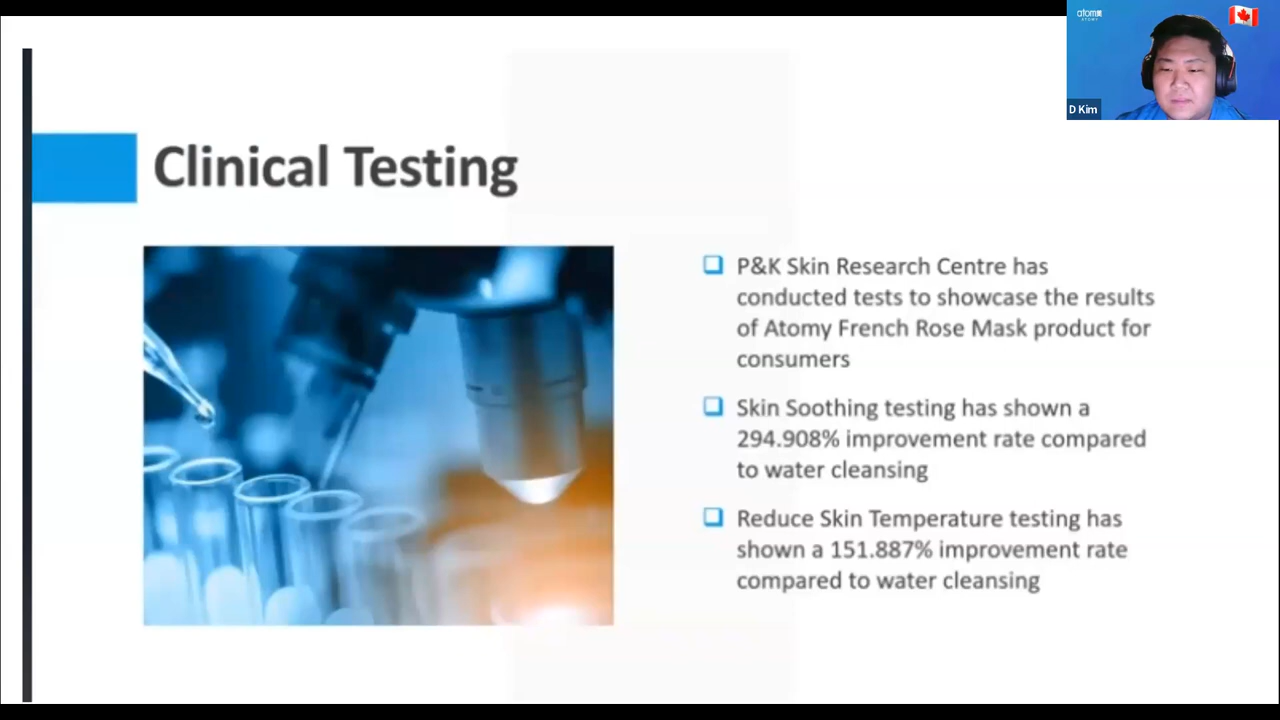 Clinical Testing
P&K Skin Research Centre has
conducted tests to showcase the results
of Atomy French Rose Mask product for
consumers
Skin Soothing testing has shown a
294.908% improvement rate compared
to water cleansing
Reduce Skin Temperature testing has
shown a 151.887% improvement rate
compared to water cleansing
D Kim